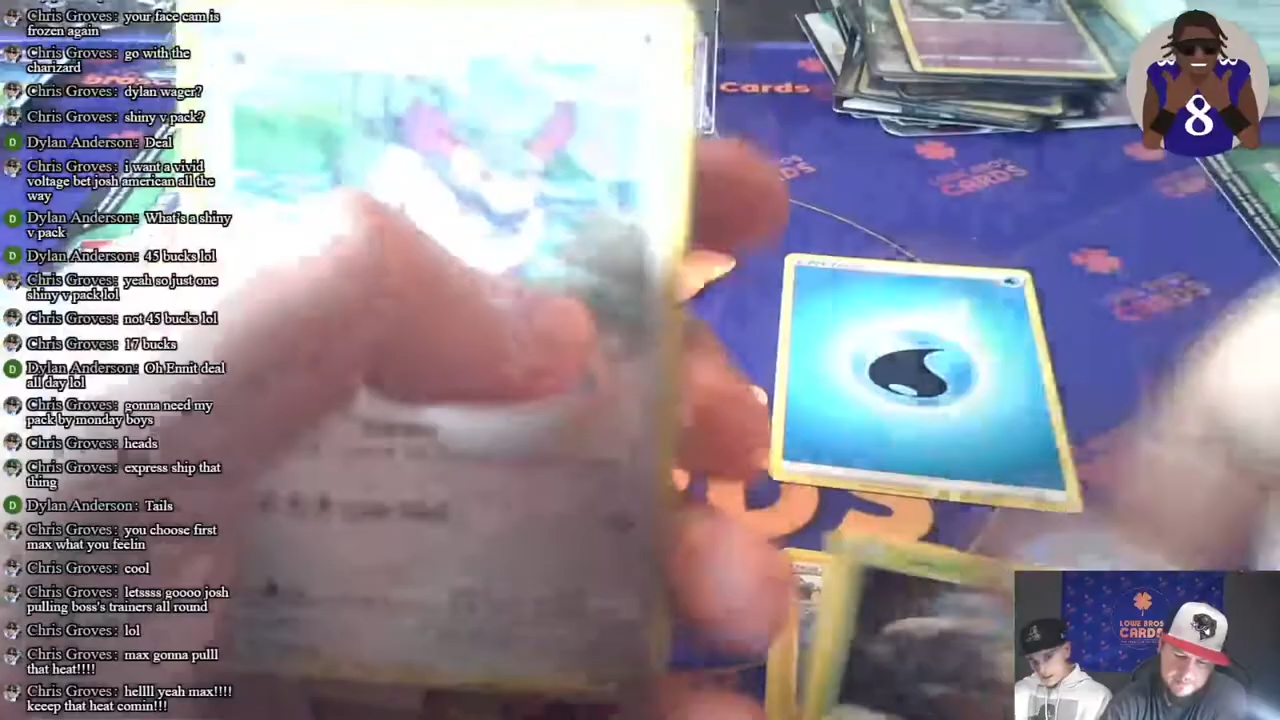 Chris Groves: your face cam is
frozen again
Chris Groves: go with the
charizard
Chris Groves: dylan wager?
Chris Groves: shiny v pack?
Dylan Anderson: Deal
Chris Groves: i want a vivid
voltage bet josh american all the
way
Dylan Anderson: What's a shiny
v pack
Dylan Anderson: 45 bucks lol
Chris Groves: yeah so just one
shiny v pack lol
Chris Groves: not 45 bucks lol
Chris Groves: 17 bucks
Dylan Anderson: Oh Ennit deal
all day lol
Chris Groves: gonna need my
pack by monday boys
Chris Groves: heads
Chris Groves: express ship that
thing
Dylan Anderson: Tails
Chris Groves: you choose first
max what you feelin
Chris Groves: cool
Chris Groves: letssss goooo josh
pulling boss's trainers all round
Chris Groves: lol
Chris Groves: max gonna pulll
that heat!!!!
Chris Groves: hellll yeah max!!!!
keeep that heat comin!!!
Cards
CARDS
8
LOWE BROS
CARDS